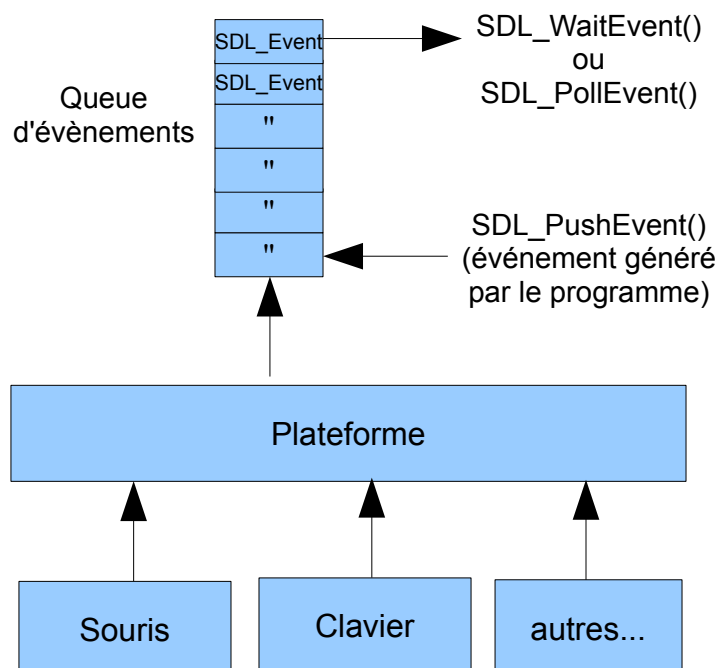 SDL_Event
SDL_WaitEvent()
ou
SDL_PollEvent()
SDL_Event
Queue
d'évènements
"
"
"
"
SDL_PushEvent()
(événement généré
par le programme)
Plateforme
Souris
Clavier
autres...